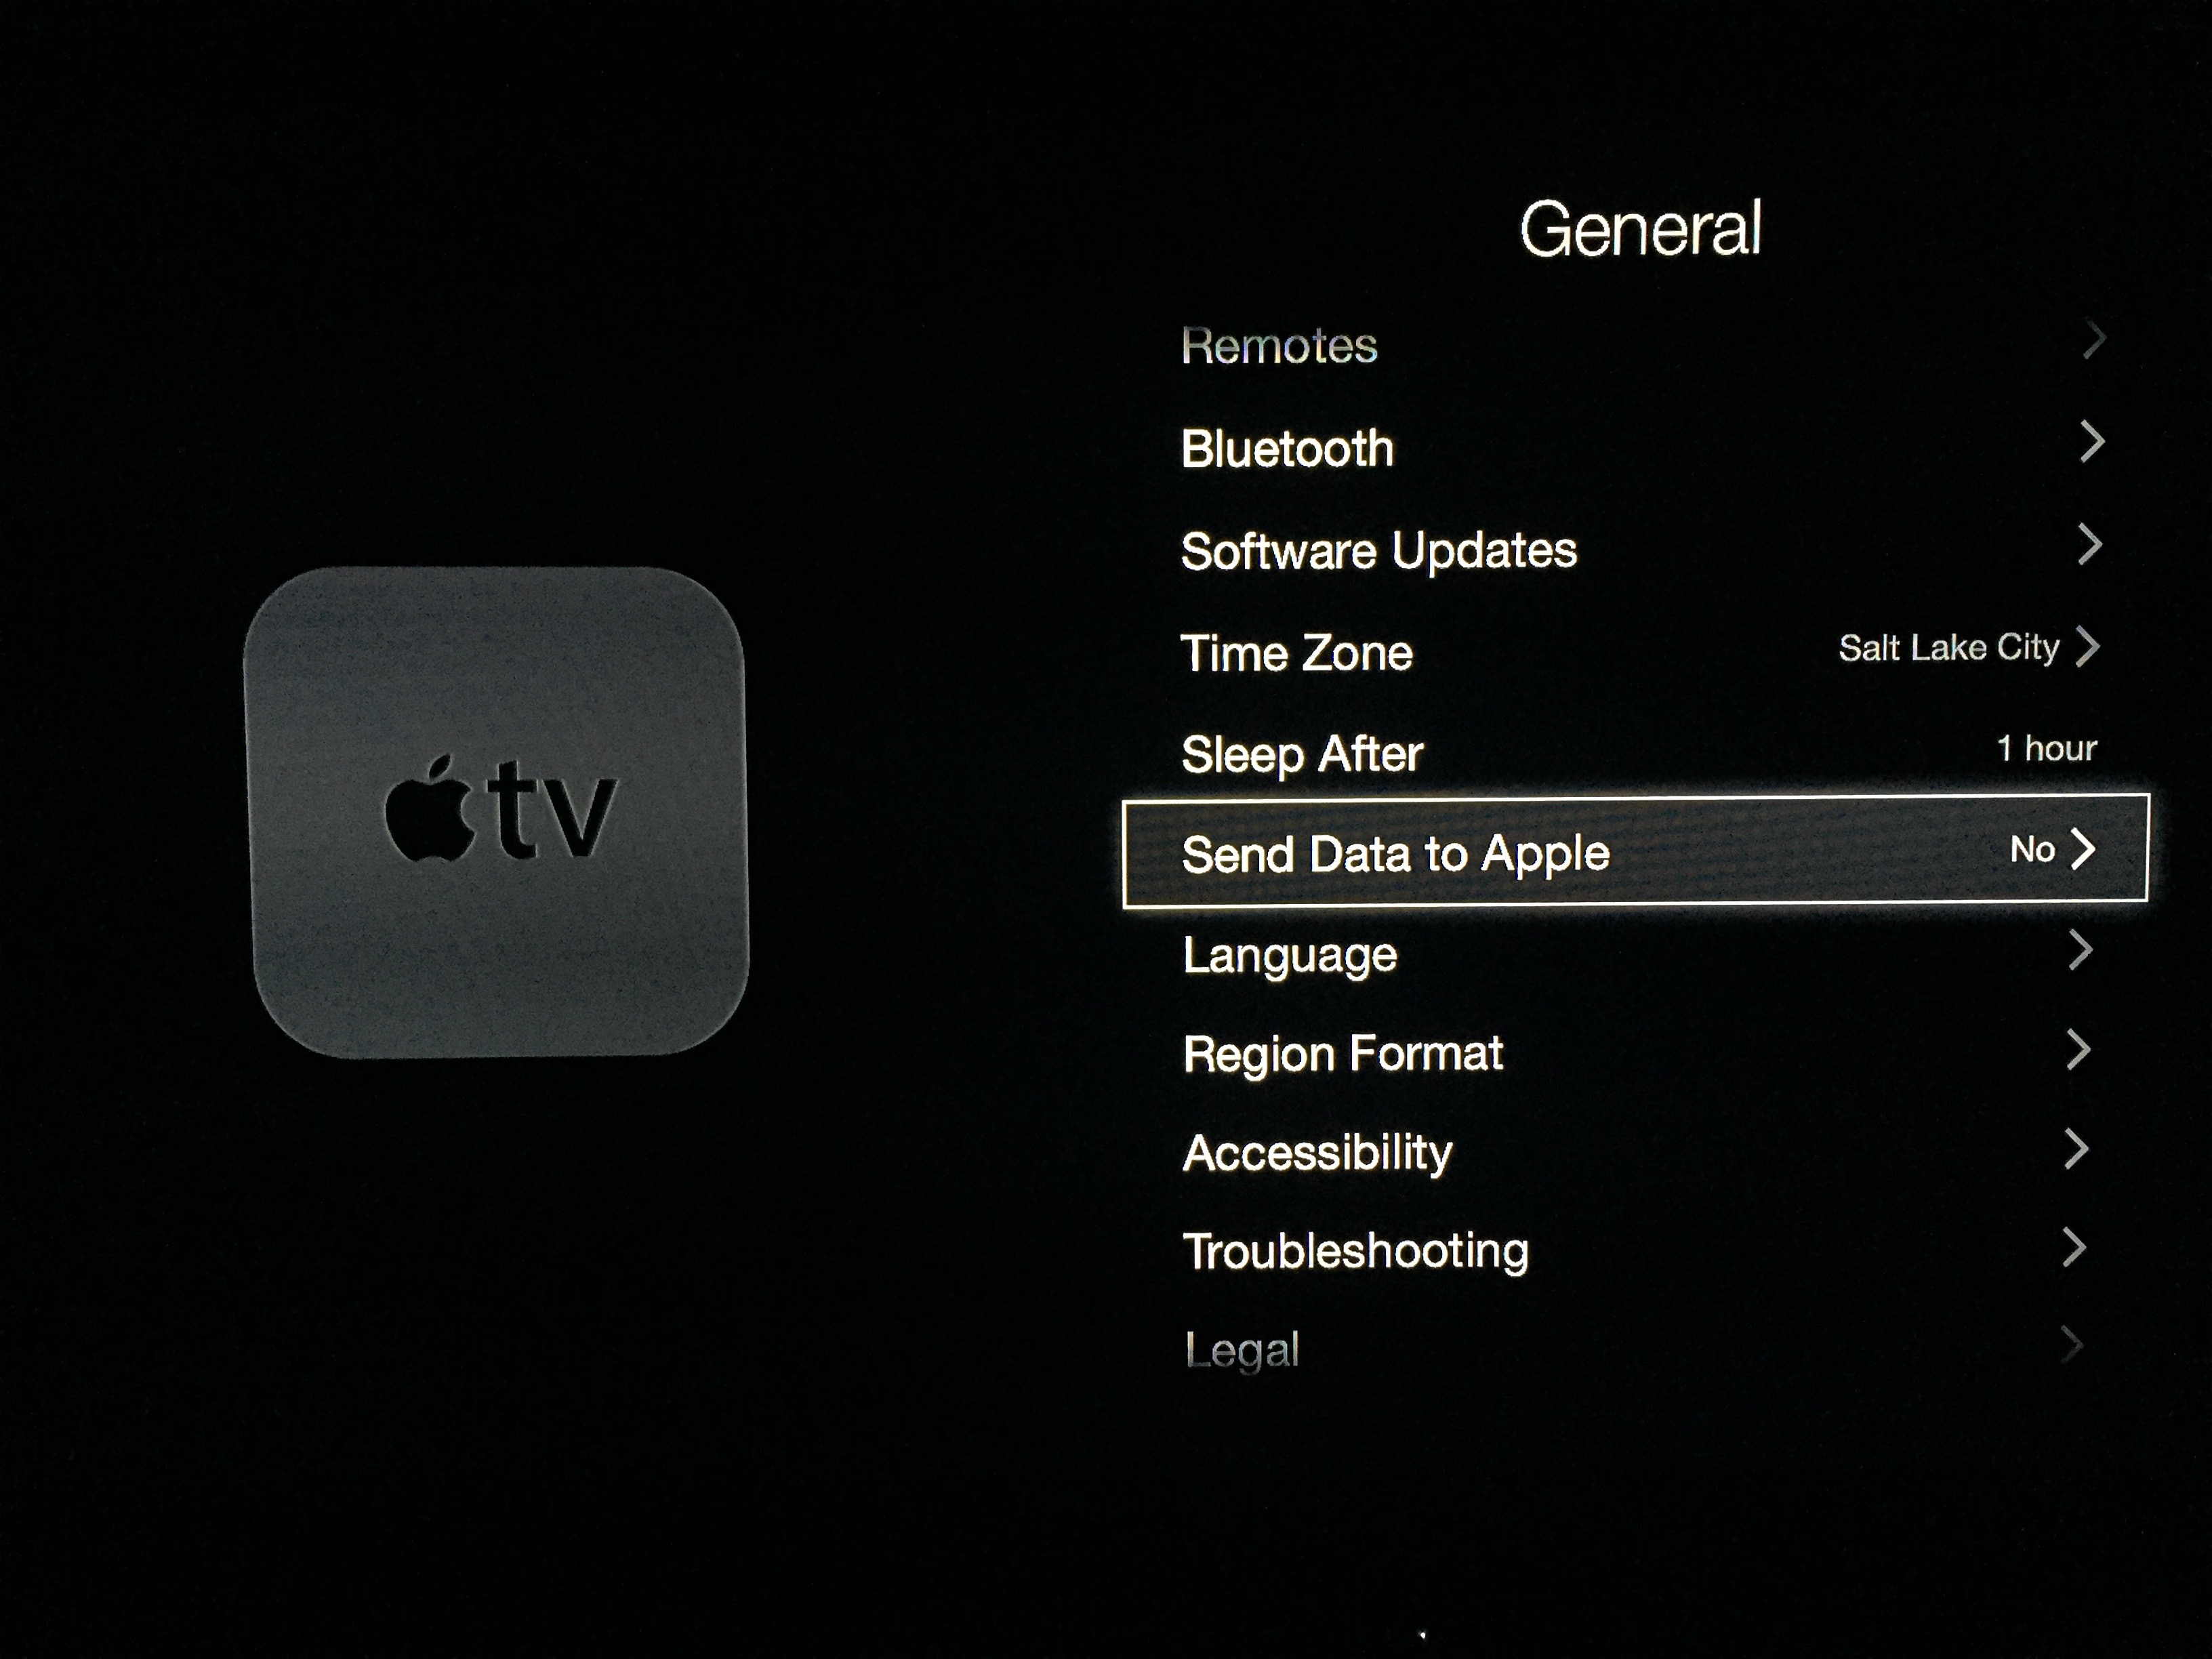 tv
General
Remotes
Bluetooth
Software Updates
Time Zone Salt Lake City
Sleep After 1 hour
Send Data to Apple No
Language
Region Format
Accessibility
Troubleshooting
Legal